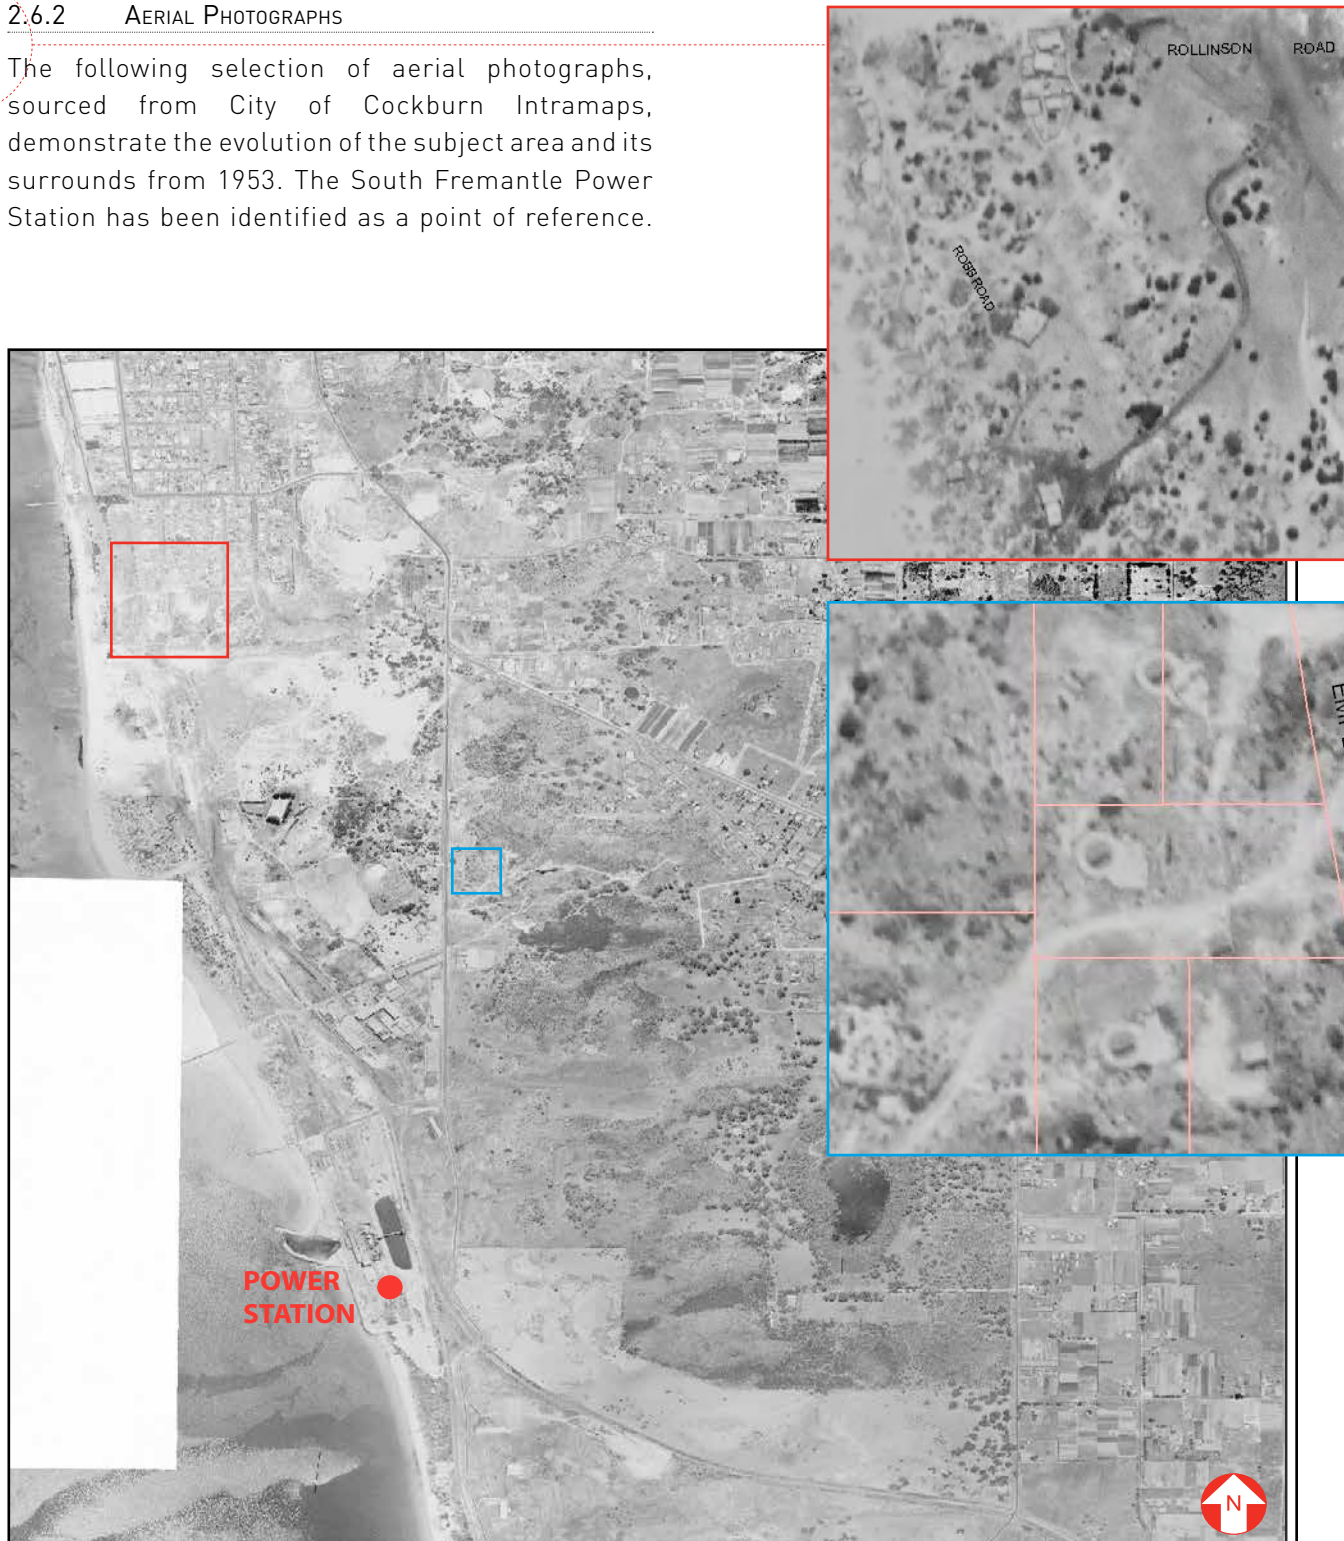 2.6.2 Aerial Photographs
The following selection of aerial photographs,
sourced from City of Cockburn Intramaps,
demonstrate the evolution of the subject area and its
surrounds from 1953. The South Fremantle Power
Station has been identified as a point of reference.
ROLLINSON ROAD
ROBB ROAD
POWER
STATION
N